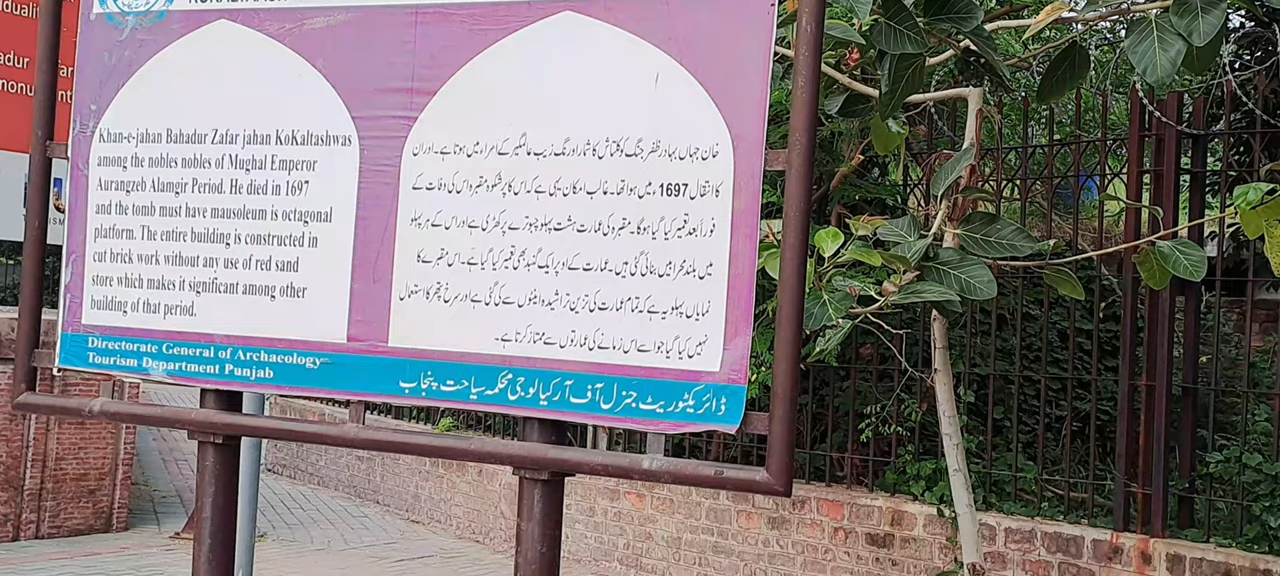 Khan-e-jahan Bahadur Zafar jahan KoKaltashwas
among the nobles nobles of Mughal Emperor
Aurangzeb Alamgir Period. He died in 1697
and the tomb must have mausoleum is octagonal
platform. The entire building is constructed in
cut brick work without any use of red sand
store which makes it significant among other
building of that period.
خان جہاں بہادر ظفر جنگ کوکلتاش کا شمار اورنگ زیب عالمگیر کے امراء میں ہوتا ہے۔ اور ان
کا انتقال 1697ء میں ہوا تھا۔ غالب امکان یہی ہے کہ اس کا پرشکوہ مقبرہ اس کی وفات کے
فوراً بعد تعمیر کیا گیا ہوگا۔ مقبرہ کی عمارت ہشت پہلو چبوترے پر کھڑی ہے اور اس کے ہر پہلو
میں بلند محرابیں بنائی گئی ہیں۔ عمارت کے اوپر ایک گنبد بھی تعمیر کیا گیا ہے۔ اس مقبرے کا
نمایاں پہلو یہ ہے کہ تمام عمارت کی تزین تراشیدہ اینٹوں سے کی گئی ہے اور سرخ پتھر کا استعمال
نہیں کیا گیا جو اسے اس زمانے کی عمارتوں سے ممتاز کرتا ہے۔
Directorate General of Archaeology
Tourism Department Punjab
ڈائریکٹوریٹ جنرل آف آرکیالوجی محکمہ سیاحت پنجاب